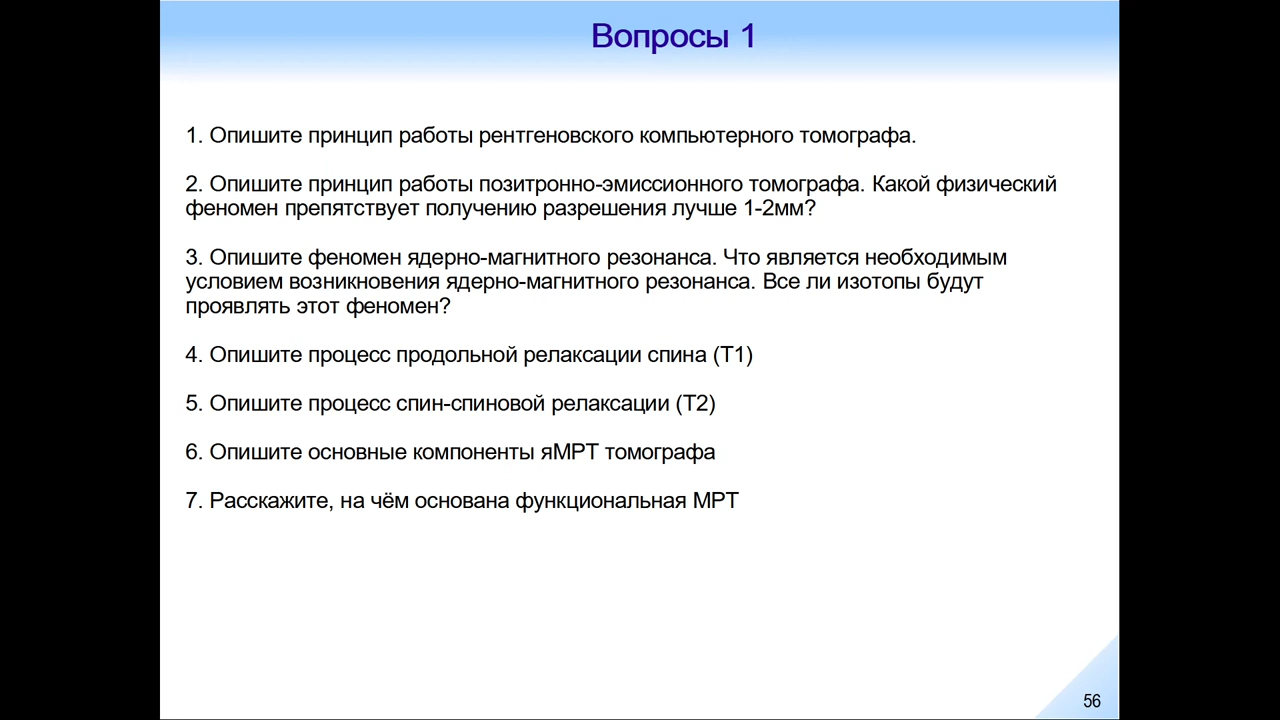 Вопросы 1
1. Опишите принцип работы рентгеновского компьютерного томографа.
2. Опишите принцип работы позитронно-эмиссионного томографа. Какой физический
феномен препятствует получению разрешения лучше 1-2мм?
3. Опишите феномен ядерно-магнитного резонанса. Что является необходимым
условием возникновения ядерно-магнитного резонанса. Все ли изотопы будут
проявлять этот феномен?
4. Опишите процесс продольной релаксации спина (T1)
5. Опишите процесс спин-спиновой релаксации (T2)
6. Опишите основные компоненты яМРТ томографа
7. Расскажите, на чём основана функциональная МРТ
56